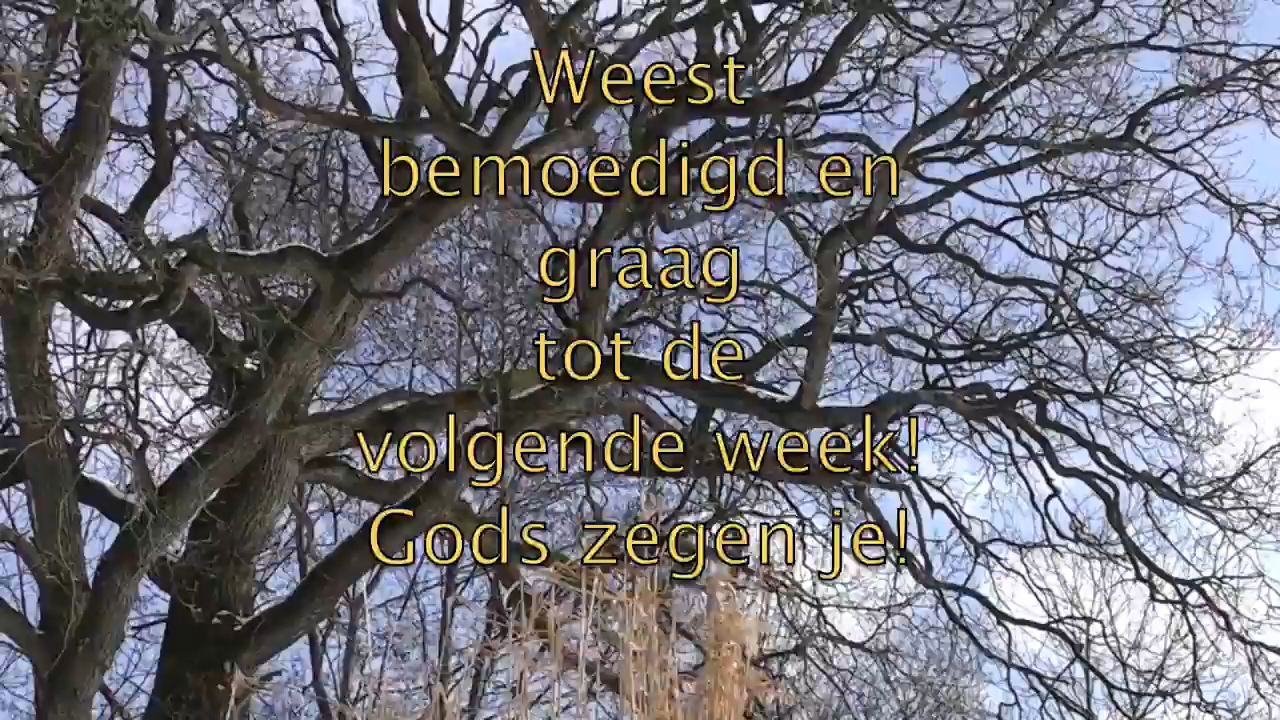 Weest
bemoedigd en
graag
tot de
volgende week!
Gods zegen je!